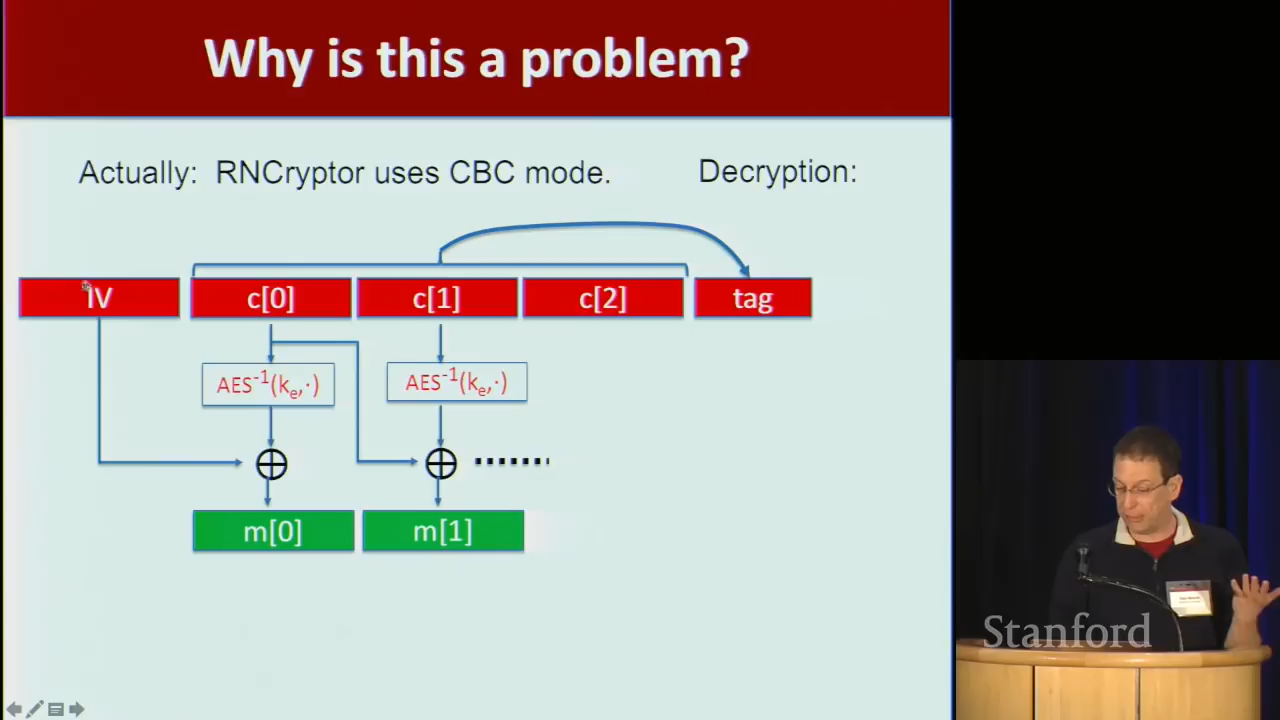 Why is this a problem?
Actually: RNCryptor uses CBC mode. Decryption:
IV c[0] c[1] c[2] tag
AES⁻¹(kₑ,·) AES⁻¹(kₑ,·)
⊕ ⊕ ·······
m[0] m[1]
Stanford